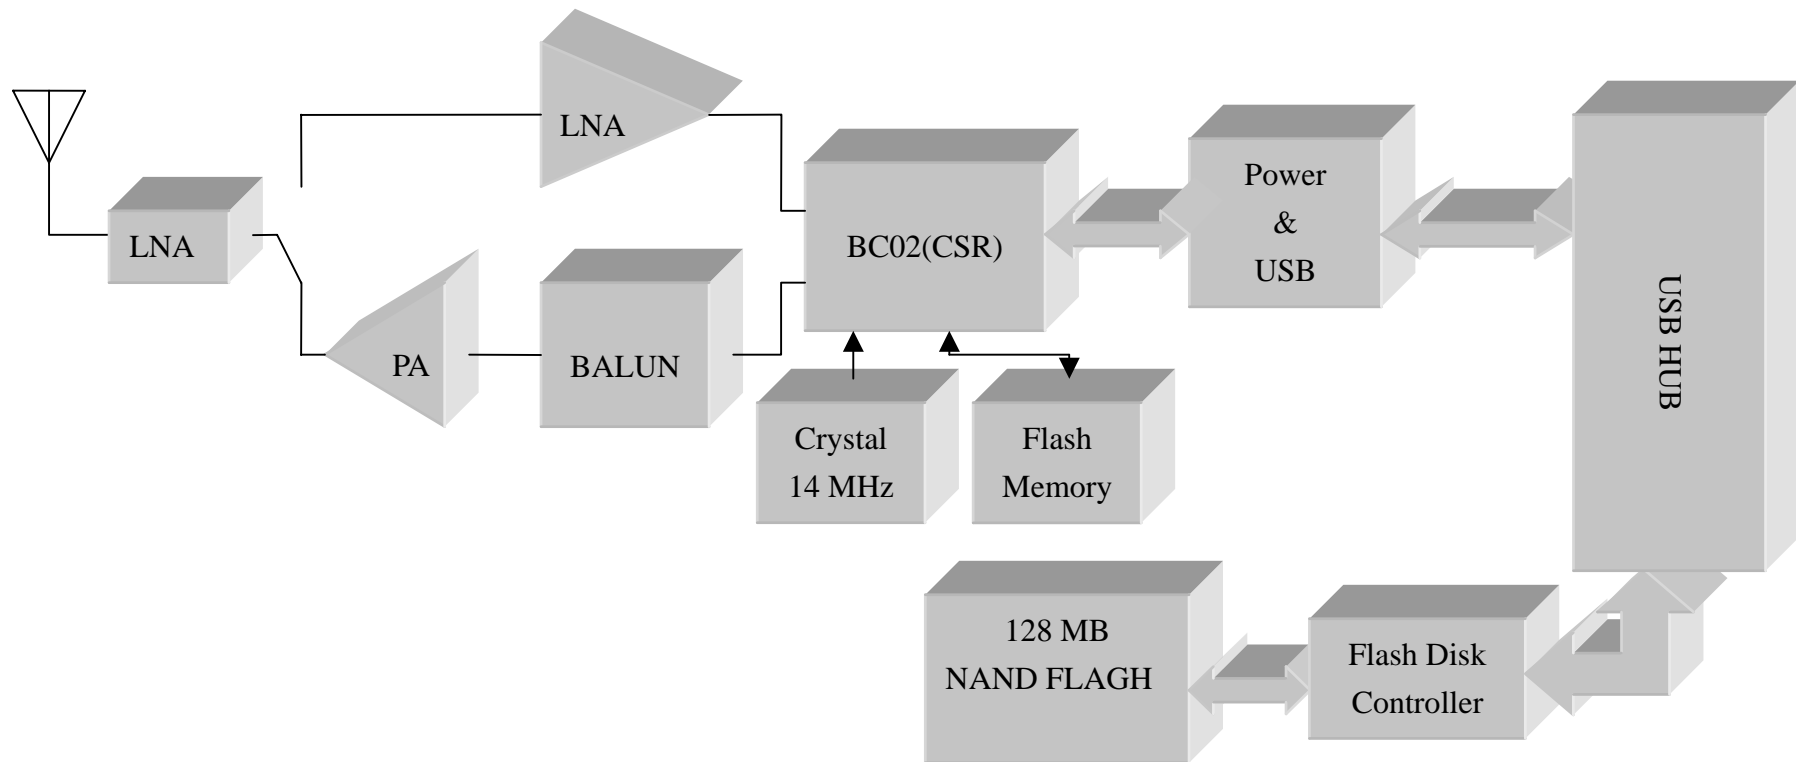 LNA
LNA
PA
BALUN
BC02(CSR)
Crystal
14 MHz
Flash
Memory
Power
&
USB
USB HUB
128 MB
NAND FLAGH
Flash Disk
Controller